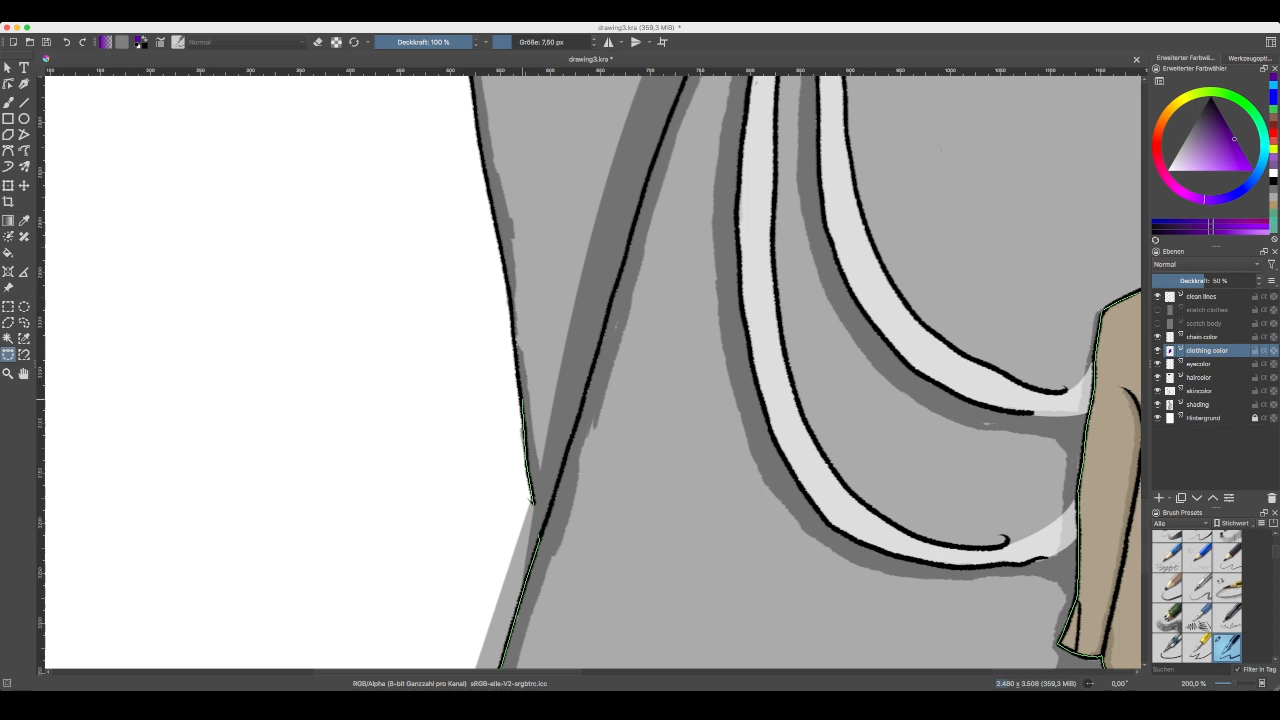 drawing3.kra (359,3 MiB) *
Normal
Deckkraft: 100 %
Größe: 7,50 px
drawing3.kra *
Erweiterter Farbwä...
Werkzeugopti...
Erweiterter Farbwähler
Ebenen
Normal
Deckkraft: 50 %
clean lines
scetch clothes
scetch body
chain color
clothing color
eyecolor
haircolor
skincolor
shading
Hintergrund
Brush Presets
Alle
Stichwort
Suchen
Filter in Tag
RGB/Alpha (8-bit Ganzzahl pro Kanal) sRGB-elle-V2-srgbtrc.icc
2.480 x 3.508 (359,3 MiB)
0,00°
200,0 %